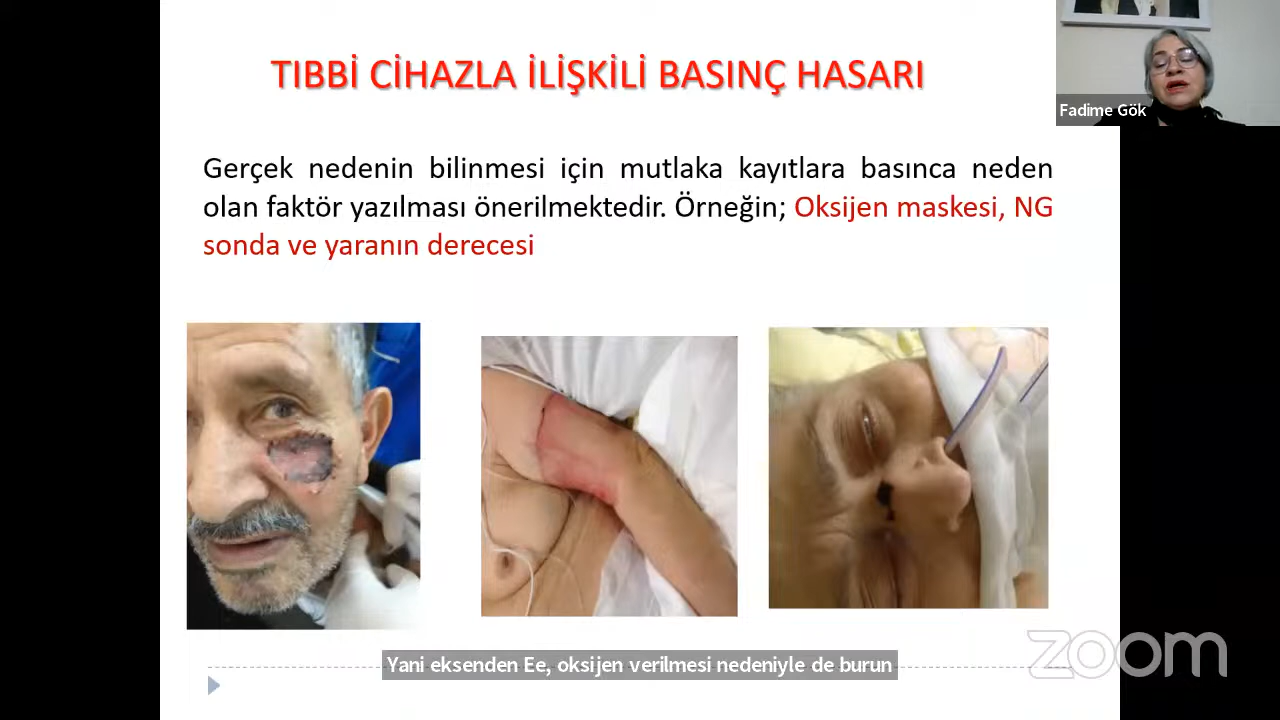 TIBBİ CİHAZLA İLİŞKİLİ BASINÇ HASARI
Fadime Gök
Gerçek nedenin bilinmesi için mutlaka kayıtlara basınca neden
olan faktör yazılması önerilmektedir. Örneğin; Oksijen maskesi, NG
sonda ve yaranın derecesi
zoom
Yani eksenden Ee, oksijen verilmesi nedeniyle de burun